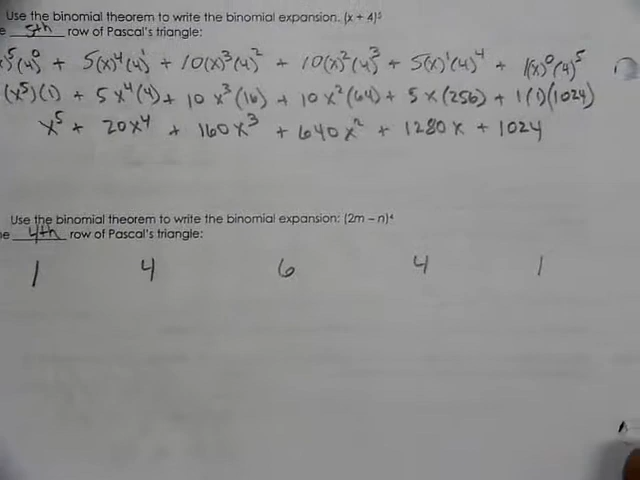 Use the binomial theorem to write the binomial expansion. (x + 4)⁵
e 5th row of Pascal's triangle:
(x)⁵(4)⁰ + 5(x)⁴(4)¹ + 10(x)³(4)² + 10(x)²(4)³ + 5(x)¹(4)⁴ + 1(x)⁰(4)⁵
(x⁵)(1) + 5x⁴(4) + 10x³(16) + 10x²(64) + 5x(256) + 1(1)(1024)
x⁵ + 20x⁴ + 160x³ + 640x² + 1280x + 1024
Use the binomial theorem to write the binomial expansion: (2m – n)⁴
e 4th row of Pascal's triangle:
1 4 6 4 1